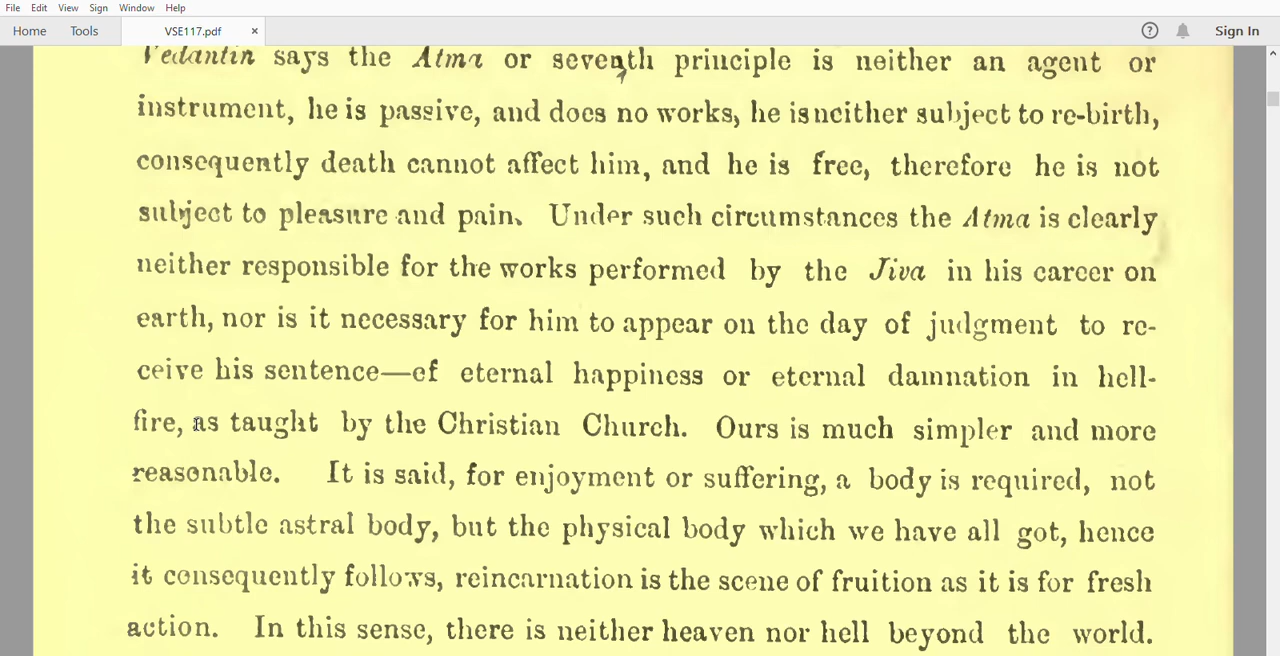 File Edit View Sign Window Help
Home Tools VSE117.pdf × ? Sign In
Vedantin says the Atma or seventh principle is neither an agent or
instrument, he is passive, and does no works, he is neither subject to re-birth,
consequently death cannot affect him, and he is free, therefore he is not
subject to pleasure and pain. Under such circumstances the Atma is clearly
neither responsible for the works performed by the Jiva in his career on
earth, nor is it necessary for him to appear on the day of judgment to re-
ceive his sentence—of eternal happiness or eternal damnation in hell-
fire, as taught by the Christian Church. Ours is much simpler and more
reasonable. It is said, for enjoyment or suffering, a body is required, not
the subtle astral body, but the physical body which we have all got, hence
it consequently follows, reincarnation is the scene of fruition as it is for fresh
action. In this sense, there is neither heaven nor hell beyond the world.